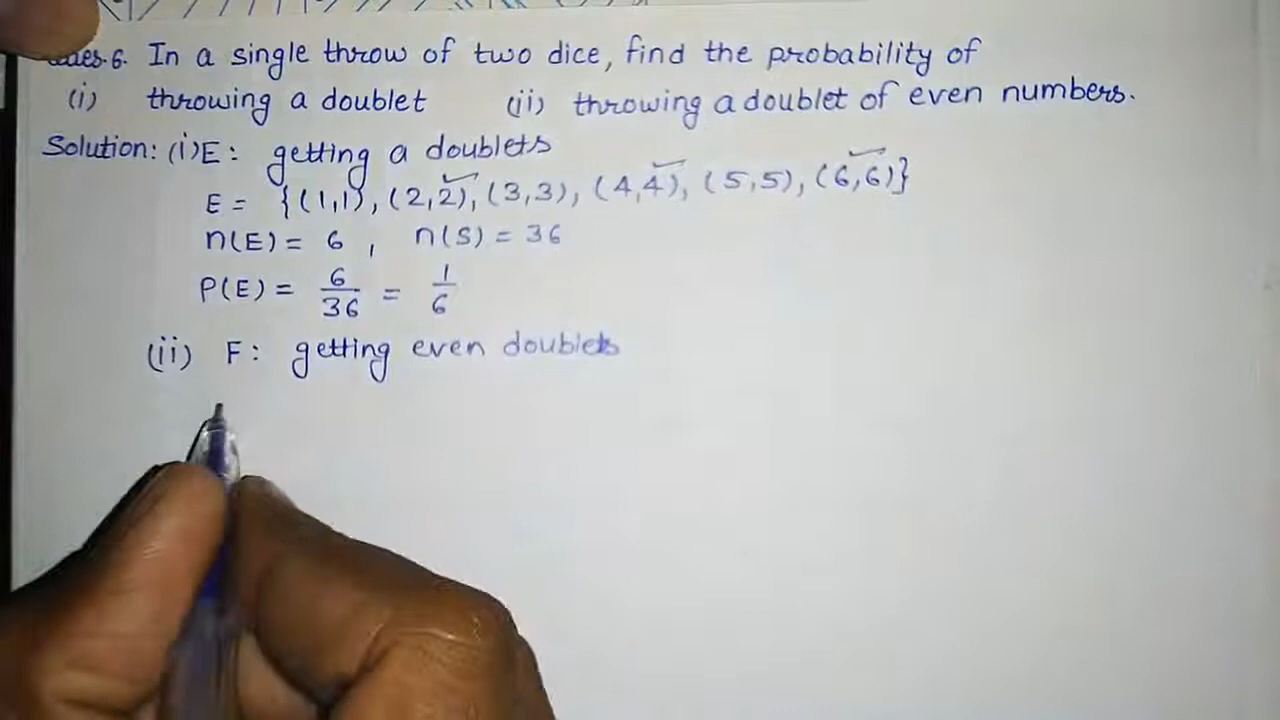 Ques.6. In a single throw of two dice, find the probability of
(i) throwing a doublet (ii) throwing a doublet of even numbers.
Solution: (i) E: getting a doublets
E = {(1,1), (2,2), (3,3), (4,4), (5,5), (6,6)}
n(E) = 6 , n(S) = 36
P(E) = 6/36 = 1/6
(ii) F: getting even doublets